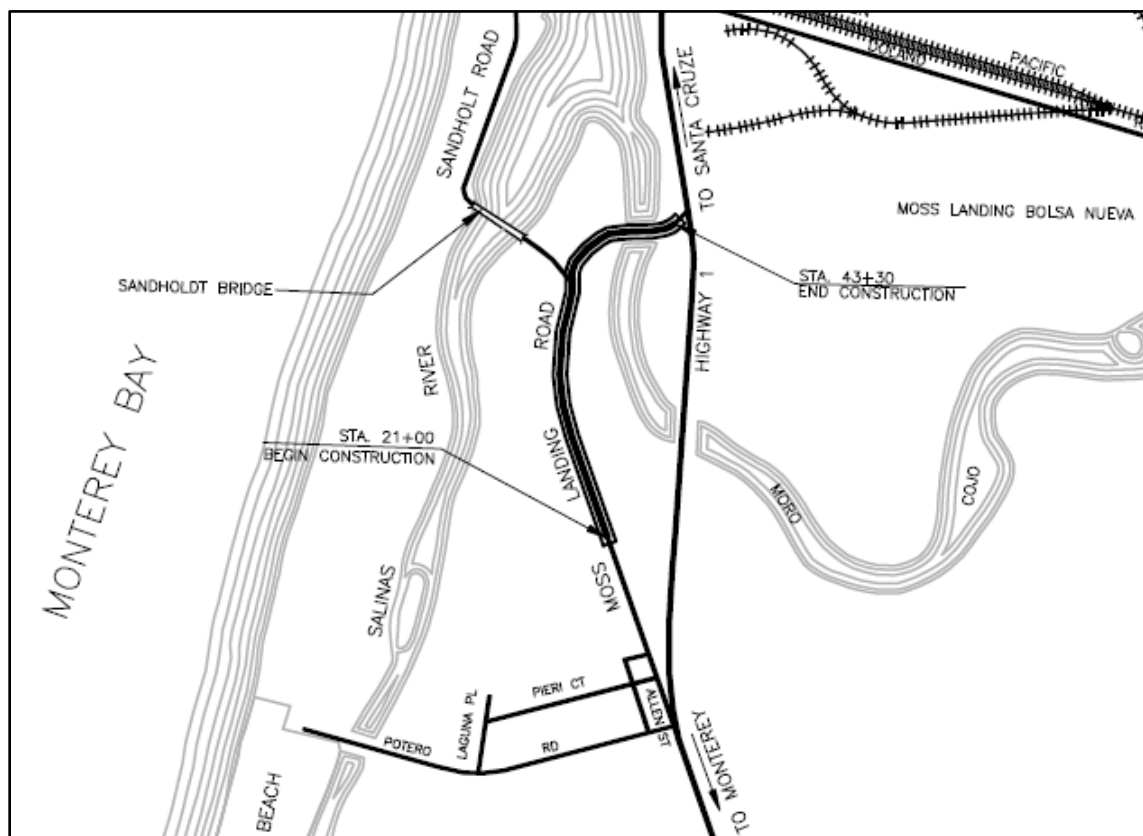 DOLAND
PACIFIC
SANDHOLT ROAD
TO SANTA CRUZE
MOSS LANDING BOLSA NUEVA
SANDHOLDT BRIDGE
STA. 43+30
END CONSTRUCTION
HIGHWAY 1
ROAD
RIVER
MONTEREY BAY
STA. 21+00
BEGIN CONSTRUCTION
LANDING
MORO
COJO
MOSS
SALINAS
PIERI CT
LAGUNA PL
ALLEN ST
POTERO
RD
TO MONTEREY
BEACH